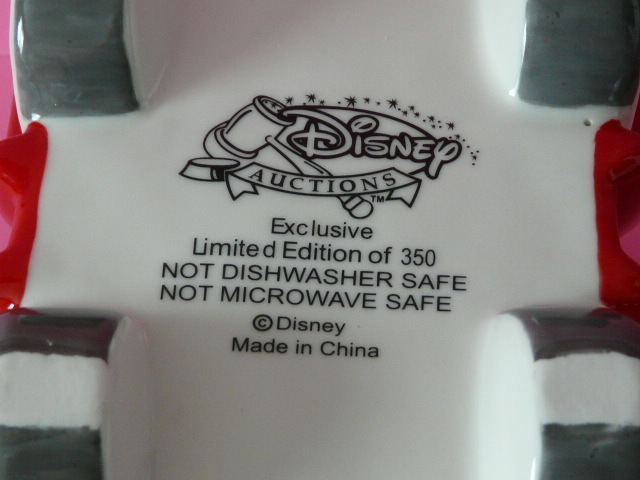 Disney
AUCTIONS
TM
Exclusive
Limited Edition of 350
NOT DISHWASHER SAFE
NOT MICROWAVE SAFE
©Disney
Made in China